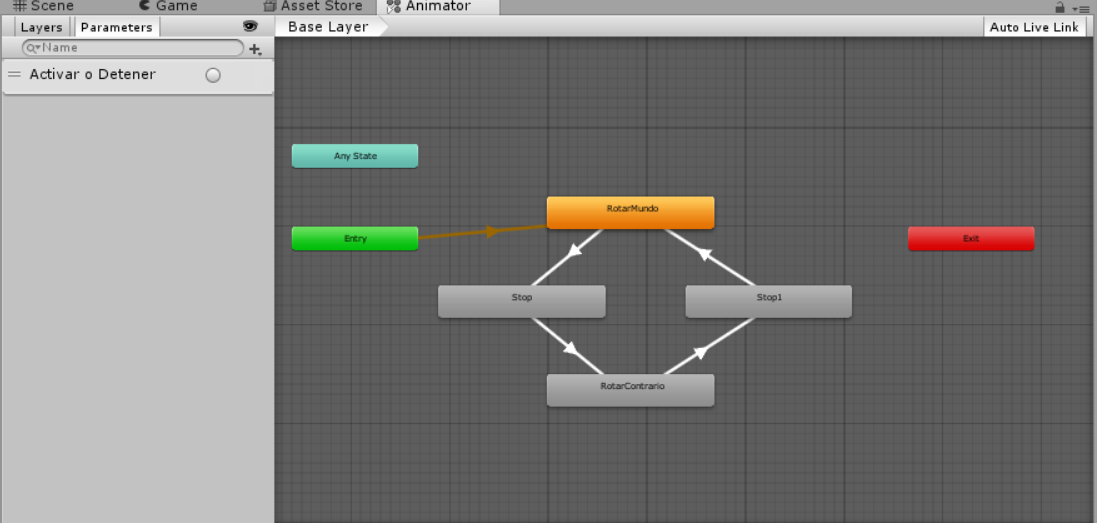 Scene Game Asset Store Animator
Layers Parameters Base Layer Auto Live Link
Name
Activar o Detener
Any State
RotarMundo
Entry
Exit
Stop
Stop1
RotarContrario